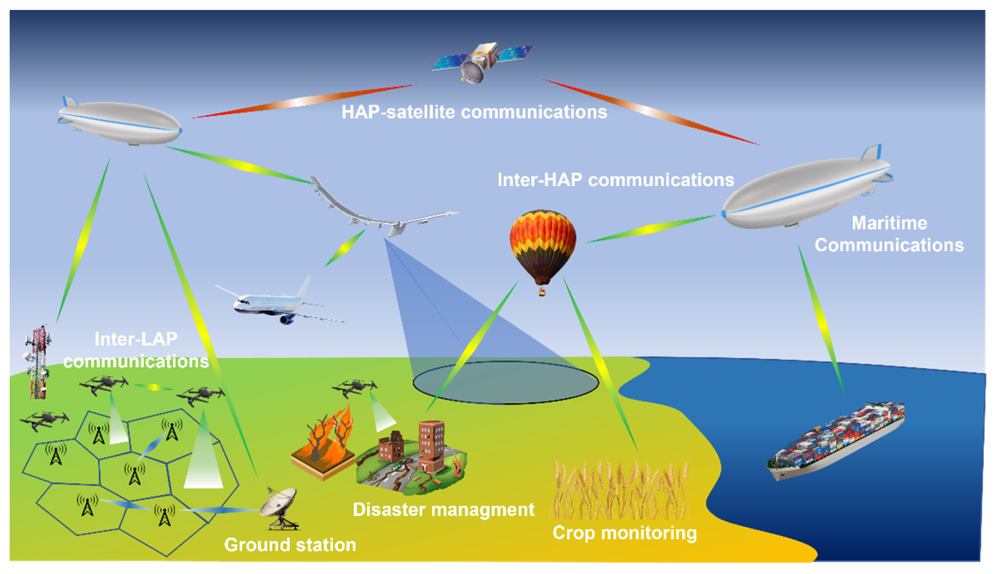 HAP-satellite communications
Inter-HAP communications
Maritime
Communications
Inter-LAP
communications
Disaster managment
Crop monitoring
Ground station